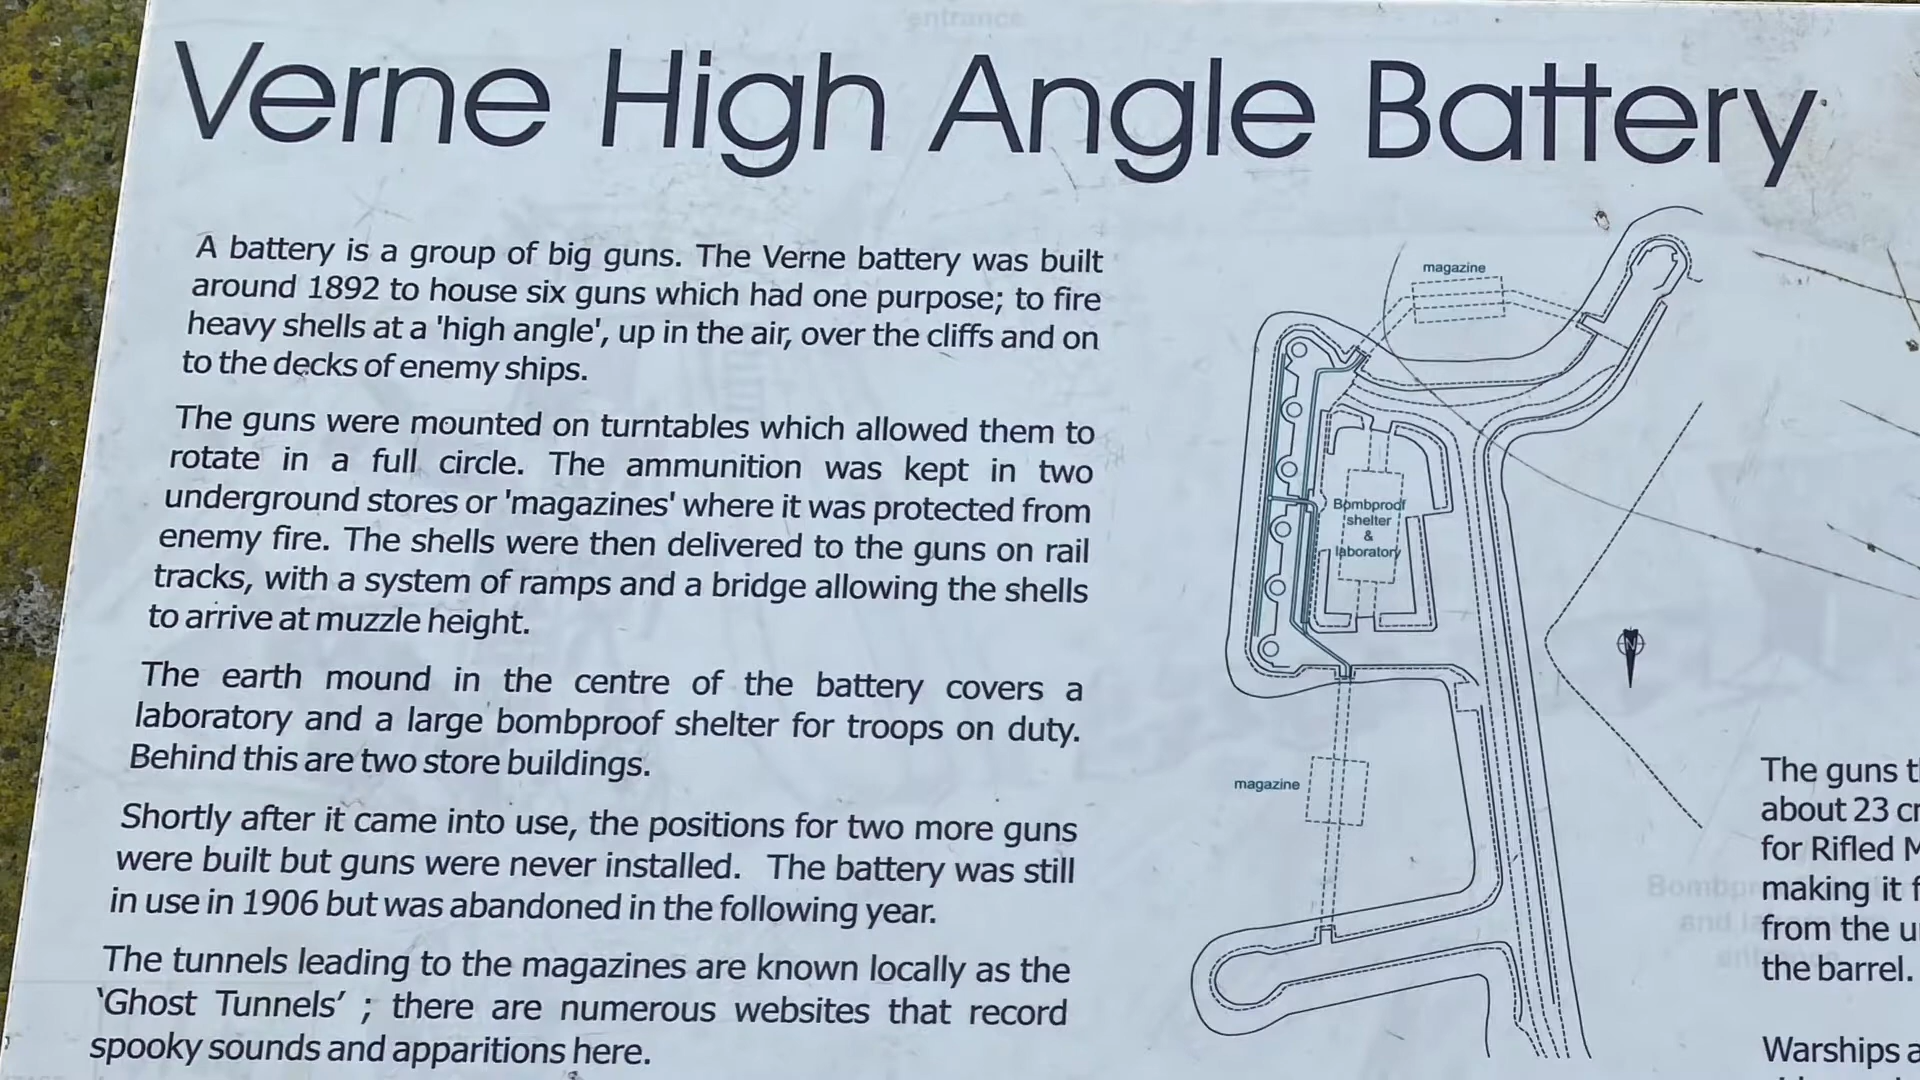 Verne High Angle Battery
A battery is a group of big guns. The Verne battery was built
around 1892 to house six guns which had one purpose; to fire
heavy shells at a 'high angle', up in the air, over the cliffs and on
to the decks of enemy ships.
The guns were mounted on turntables which allowed them to
rotate in a full circle. The ammunition was kept in two
underground stores or 'magazines' where it was protected from
enemy fire. The shells were then delivered to the guns on rail
tracks, with a system of ramps and a bridge allowing the shells
to arrive at muzzle height.
The earth mound in the centre of the battery covers a
laboratory and a large bombproof shelter for troops on duty.
Behind this are two store buildings.
Shortly after it came into use, the positions for two more guns
were built but guns were never installed. The battery was still
in use in 1906 but was abandoned in the following year.
The tunnels leading to the magazines are known locally as the
'Ghost Tunnels' ; there are numerous websites that record
spooky sounds and apparitions here.
magazine
Bombproof
shelter
&
laboratory
N
magazine
The guns
about 23
for Rifled
making it
from the
the barrel.
Warships
entrance